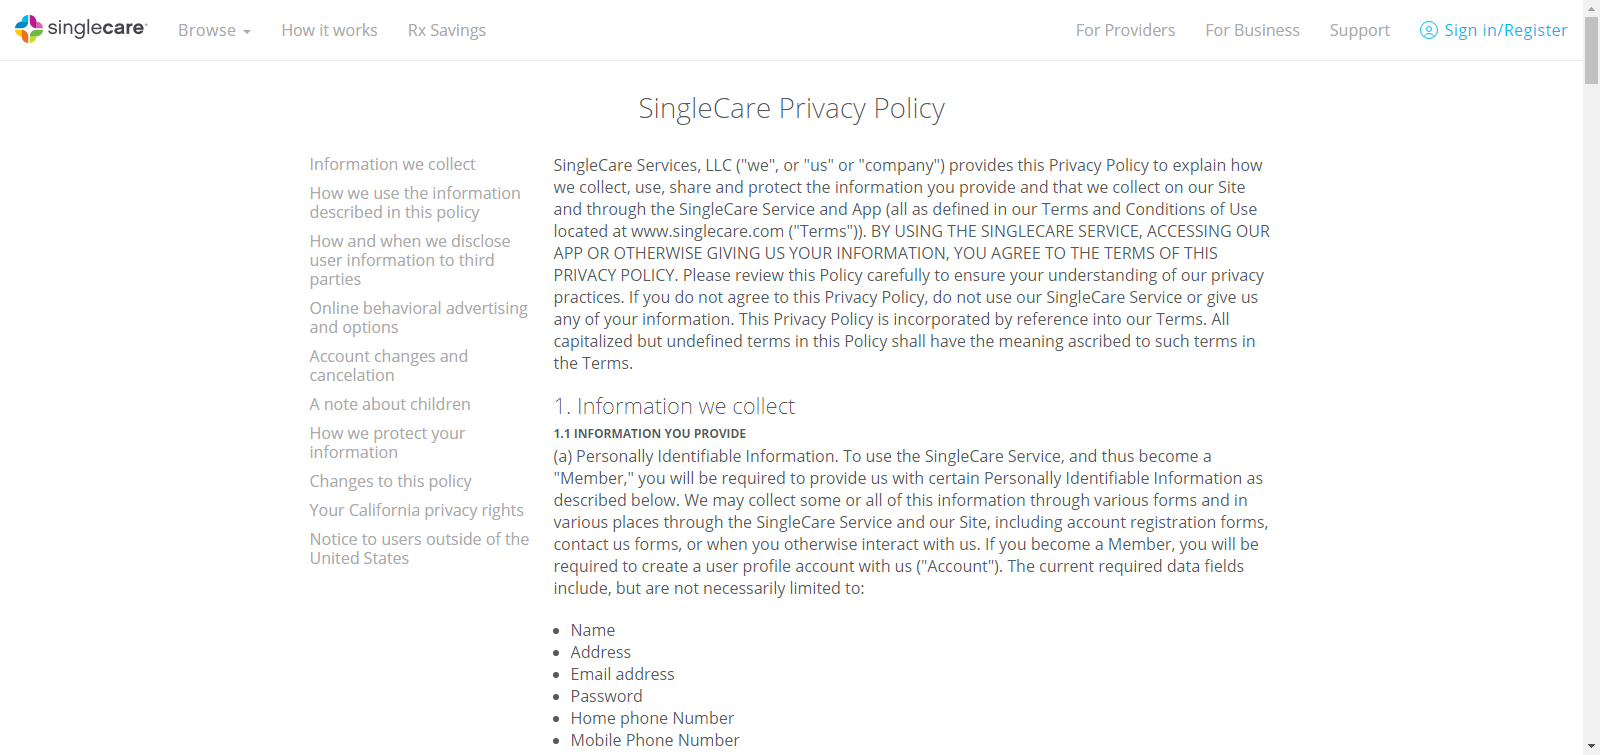 singlecare
Browse
How it works
Rx Savings
For Providers
For Business
Support
Sign in/Register
SingleCare Privacy Policy
Information we collect
How we use the information
described in this policy
How and when we disclose
user information to third
parties
Online behavioral advertising
and options
Account changes and
cancelation
A note about children
How we protect your
information
Changes to this policy
Your California privacy rights
Notice to users outside of the
United States
SingleCare Services, LLC ("we", or "us" or "company") provides this Privacy Policy to explain how
we collect, use, share and protect the information you provide and that we collect on our Site
and through the SingleCare Service and App (all as defined in our Terms and Conditions of Use
located at www.singlecare.com ("Terms")). BY USING THE SINGLECARE SERVICE, ACCESSING OUR
APP OR OTHERWISE GIVING US YOUR INFORMATION, YOU AGREE TO THE TERMS OF THIS
PRIVACY POLICY. Please review this Policy carefully to ensure your understanding of our privacy
practices. If you do not agree to this Privacy Policy, do not use our SingleCare Service or give us
any of your information. This Privacy Policy is incorporated by reference into our Terms. All
capitalized but undefined terms in this Policy shall have the meaning ascribed to such terms in
the Terms.
1. Information we collect
1.1 INFORMATION YOU PROVIDE
(a) Personally Identifiable Information. To use the SingleCare Service, and thus become a
"Member," you will be required to provide us with certain Personally Identifiable Information as
described below. We may collect some or all of this information through various forms and in
various places through the SingleCare Service and our Site, including account registration forms,
contact us forms, or when you otherwise interact with us. If you become a Member, you will be
required to create a user profile account with us ("Account"). The current required data fields
include, but are not necessarily limited to:
• Name
• Address
• Email address
• Password
• Home phone Number
• Mobile Phone Number